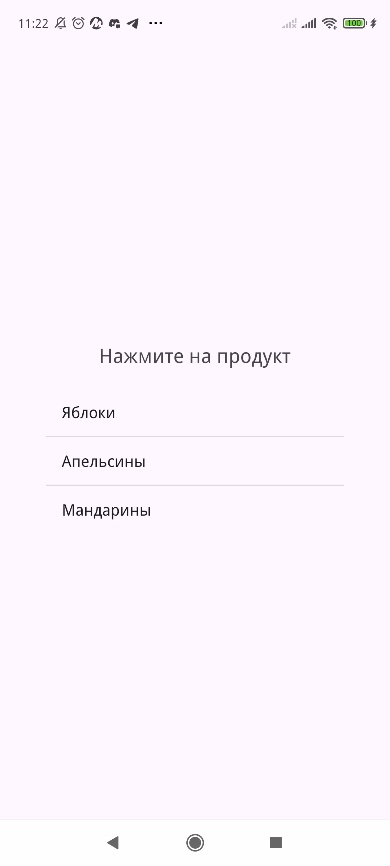 11:22
100
Нажмите на продукт
Яблоки
Апельсины
Мандарины